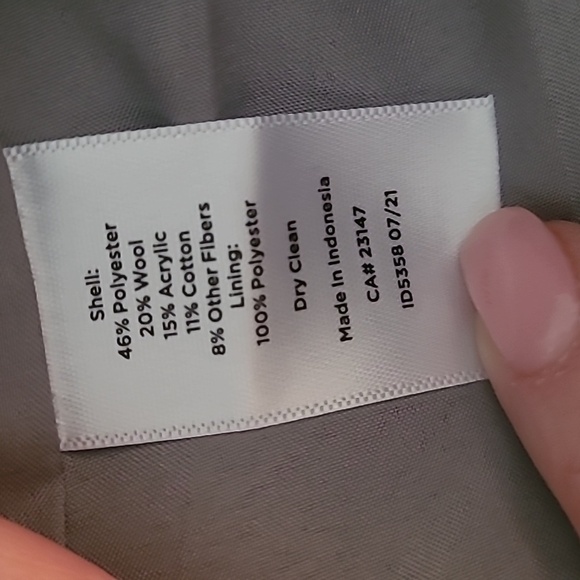 Shell:
46% Polyester
20% Wool
15% Acrylic
11% Cotton
8% Other Fibers
Lining:
100% Polyester
Dry Clean
Made In Indonesia
CA# 23147
ID5358 07/21